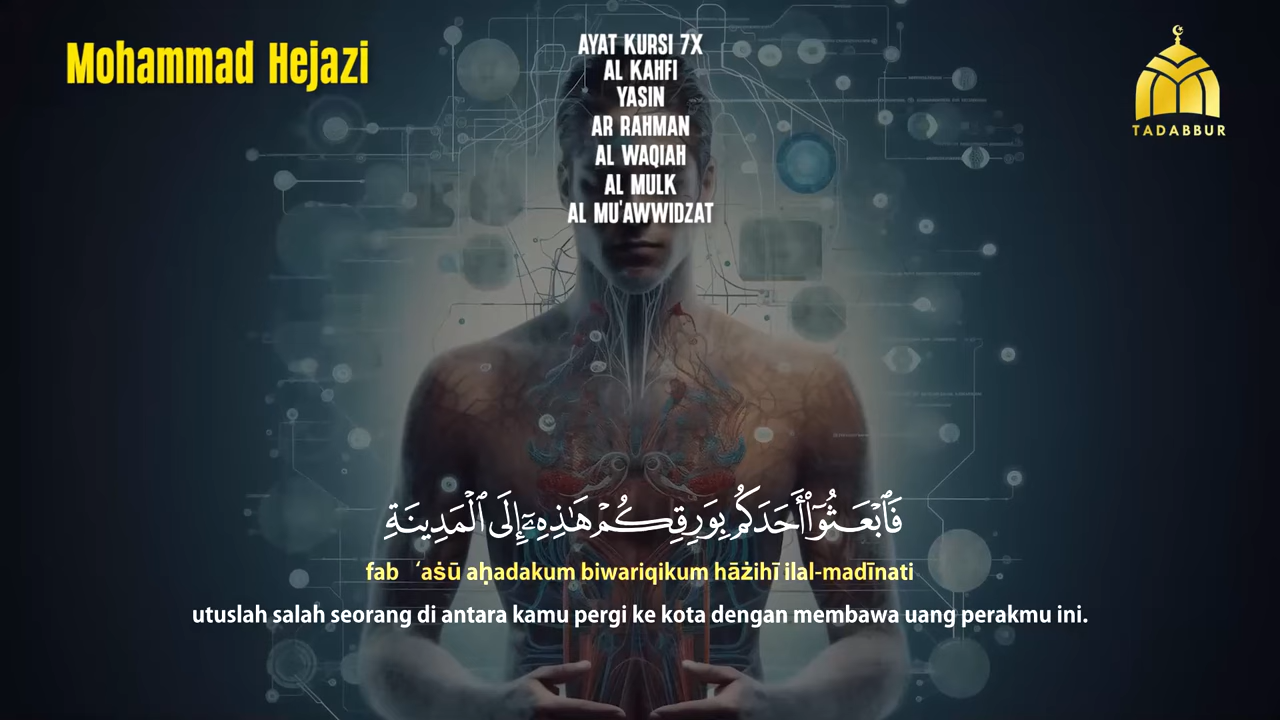 Mohammad Hejazi
AYAT KURSI 7X
AL KAHFI
YASIN
AR RAHMAN
AL WAQIAH
AL MULK
AL MU'AWWIDZAT
TADABBUR
فَٱبْعَثُوٓا۟ أَحَدَكُم بِوَرِقِكُمْ هَـٰذِهِۦٓ إِلَى ٱلْمَدِينَةِ
fab ‘aṡū aḥadakum biwariqikum hāżihī ilal-madīnati
utuslah salah seorang di antara kamu pergi ke kota dengan membawa uang perakmu ini.